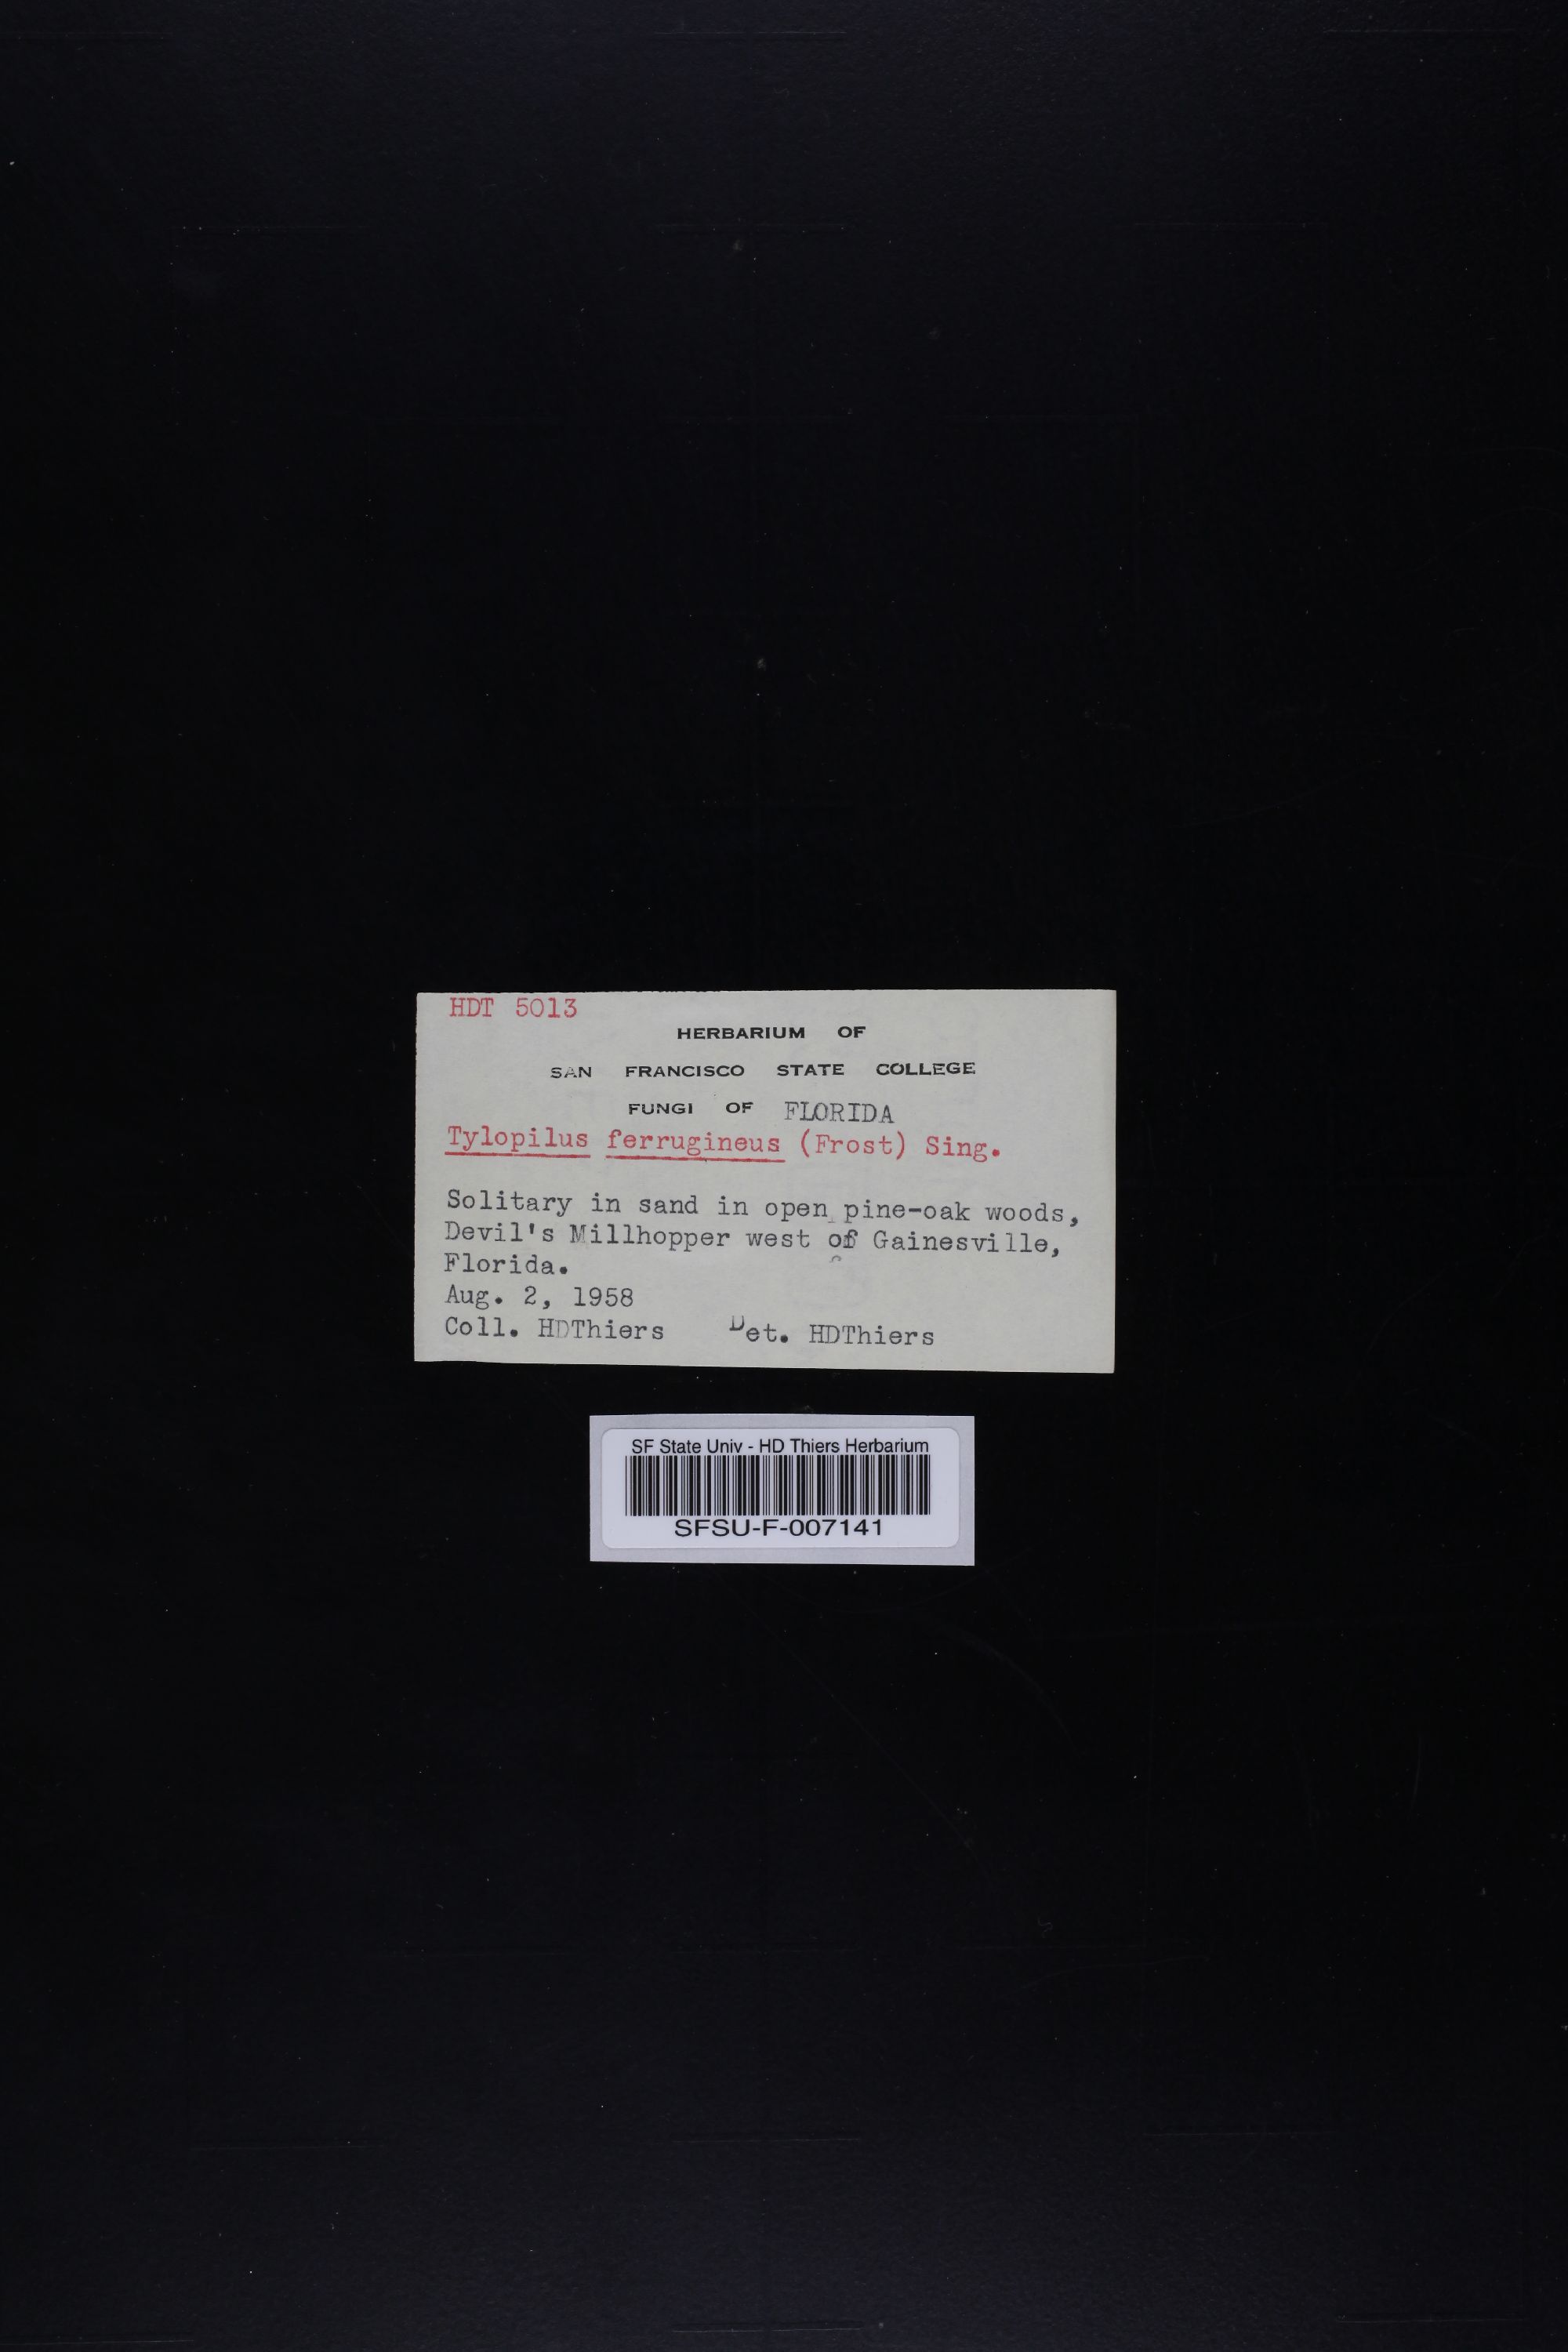 HDT 5013
HERBARIUM OF
SAN FRANCISCO STATE COLLEGE
FUNGI OF FLORIDA
Tylopilus ferrugineus (Frost) Sing.
Solitary in sand in open pine-oak woods,
Devil's Millhopper west of Gainesville,
Florida.
Aug. 2, 1958
Coll. HDThiers Det. HDThiers
SF State Univ - HD Thiers Herbarium
SFSU-F-007141